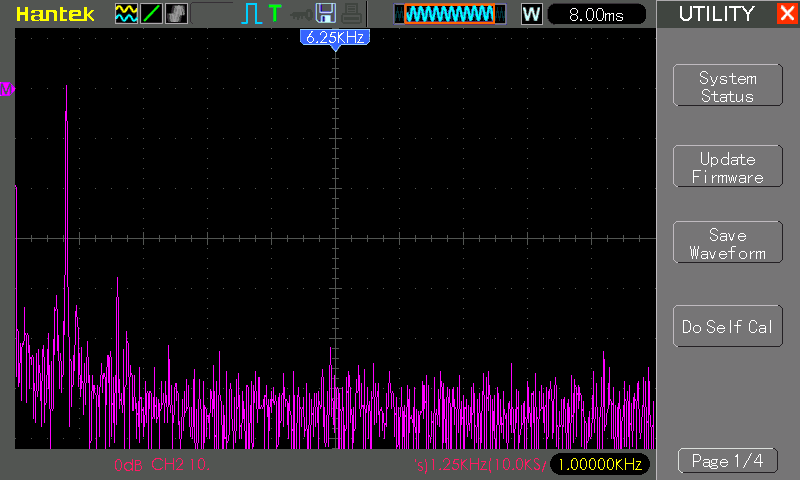 Hantek
T
W
8.00ms
UTILITY
6.25KHz
M
System
Status
Update
Firmware
Save
Waveform
Do Self Cal
0dB CH2 10.
's) 1.25KHz(10.0KS/
1.00000KHz
Page 1/4